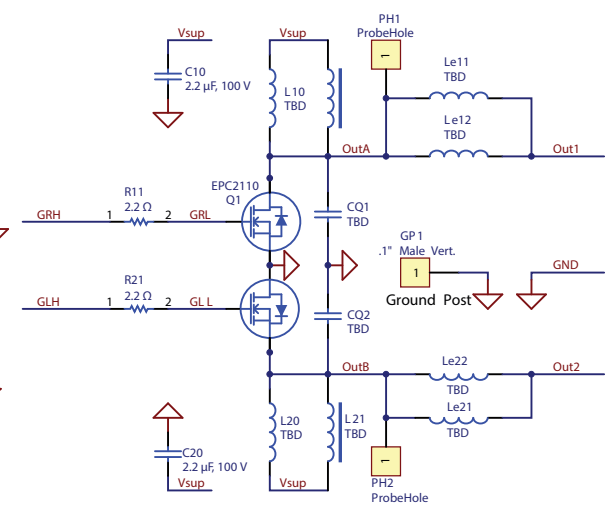 PH1
ProbeHole
1
Vsup
Vsup
C10
2.2 µF, 100 V
L10
TBD
Le11
TBD
Le12
TBD
OutA
Out1
EPC2110
Q1
R11
2.2 Ω
GRH
1
2
GRL
CQ1
TBD
GP1
.1" Male Vert.
1
Ground Post
GND
R21
2.2 Ω
GLH
1
2
GL L
CQ2
TBD
OutB
Le22
TBD
Out2
Le21
TBD
L20
TBD
L21
TBD
C20
2.2 µF, 100 V
Vsup
Vsup
1
PH2
ProbeHole